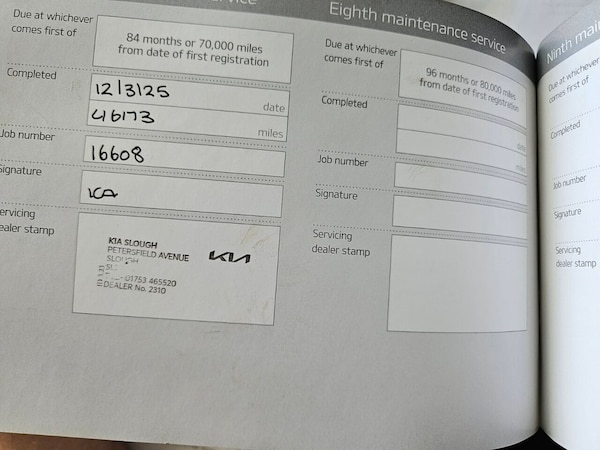 Due at whichever
comes first of
84 months or 70,000 miles
from date of first registration
Completed
12/3/25
date
46173
miles
Job number
16608
Signature
KA
Servicing
dealer stamp
KIA SLOUGH
PETERSFIELD AVENUE
SLOUGH
01753 465520
DEALER No. 2310
KIA
Eighth maintenance service
Due at whichever
comes first of
96 months or 80,000 miles
from date of first registration
Completed
date
miles
Job number
Signature
Servicing
dealer stamp
Ninth
Due at whichever
comes first of
Completed
Job number
Signature
Servicing
dealer stamp